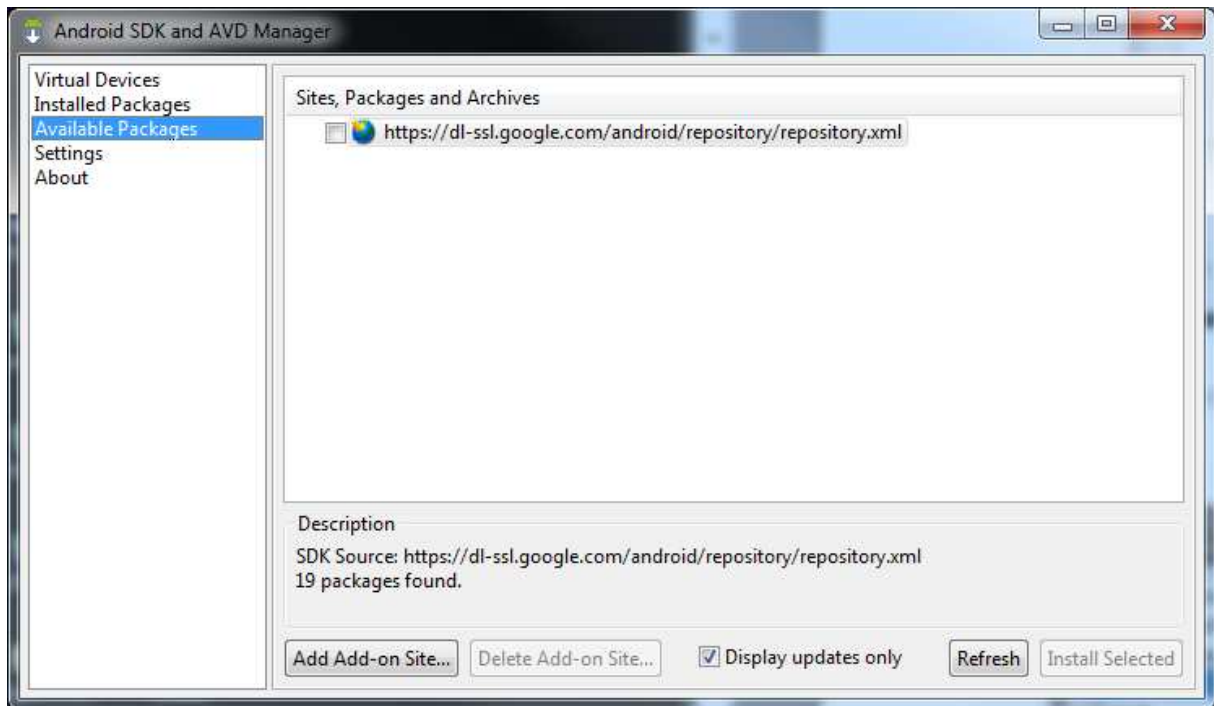 Android SDK and AVD Manager
Virtual Devices
Installed Packages
Available Packages
Settings
About
Sites, Packages and Archives
https://dl-ssl.google.com/android/repository/repository.xml
Description
SDK Source: https://dl-ssl.google.com/android/repository/repository.xml
19 packages found.
Add Add-on Site... Delete Add-on Site... Display updates only Refresh Install Selected